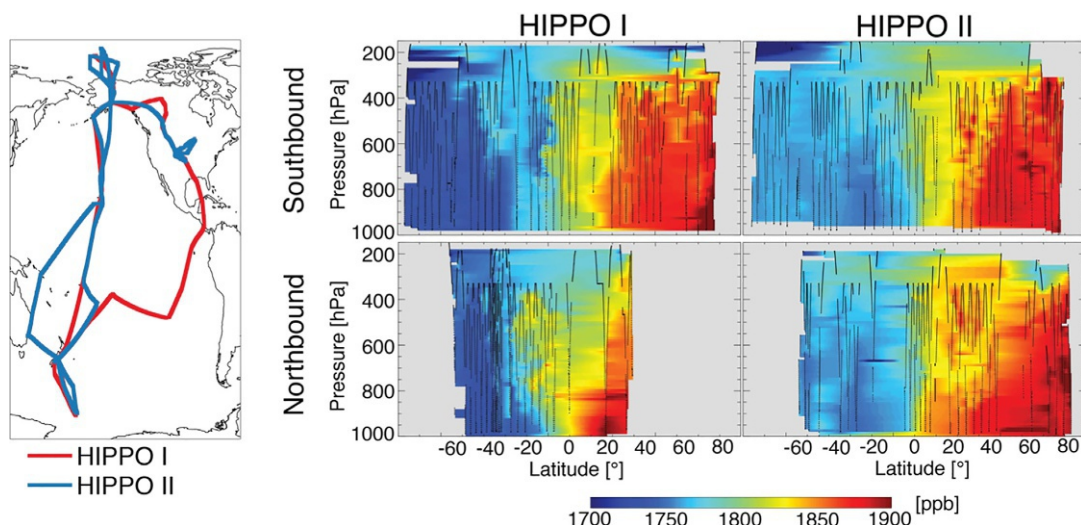 HIPPO I
HIPPO II
HIPPO I HIPPO II
Southbound
Pressure [hPa]
200
400
600
800
1000
Northbound
Pressure [hPa]
200
400
600
800
1000
-60 -40 -20 0 20 40 60 80
Latitude [°]
-60 -40 -20 0 20 40 60 80
Latitude [°]
[ppb]
1700 1750 1800 1850 1900